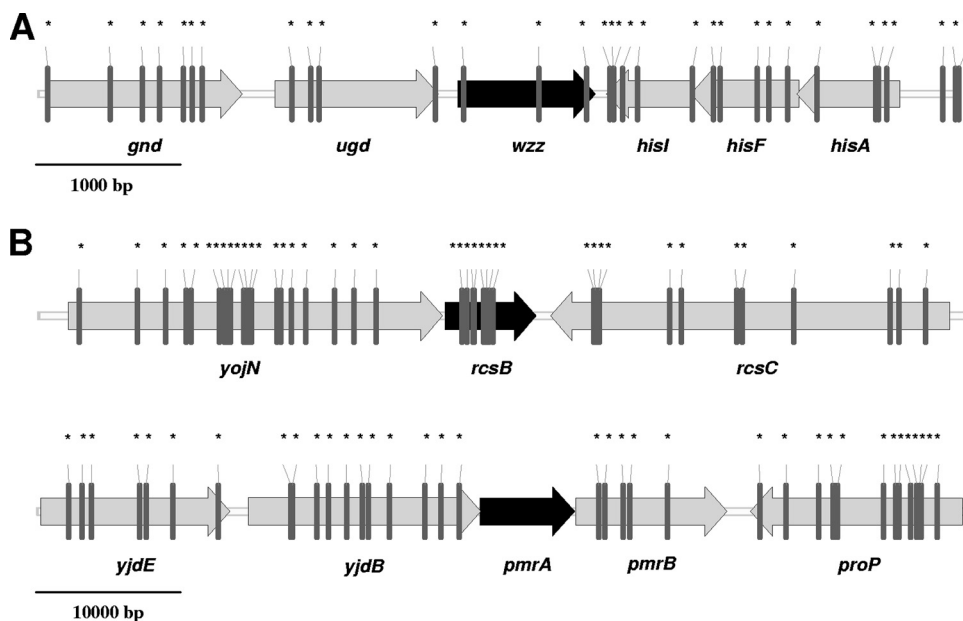 A
* * * * * * * * * * * * * * * * * * * * * * * * * * * * * * * * *
gnd ugd wzz hisI hisF hisA
1000 bp
B
yojN rcsB rcsC
yjdE yjdB pmrA pmrB proP
10000 bp